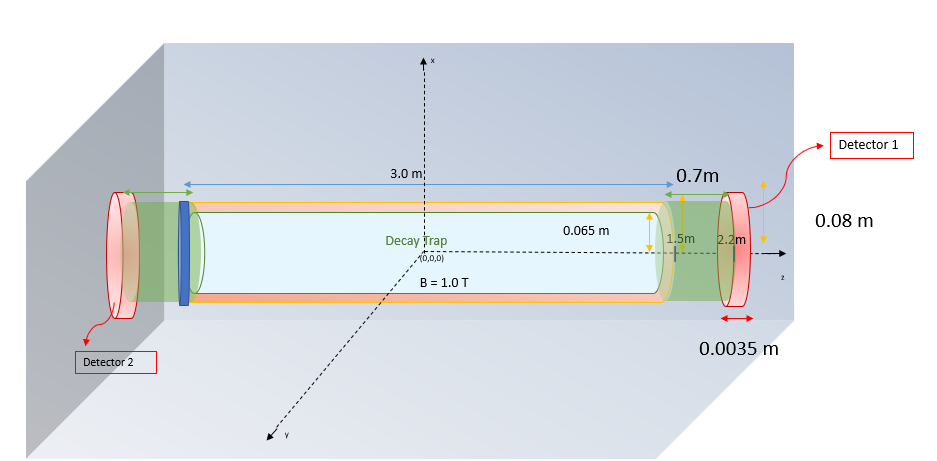 x
Detector 1
3.0 m
0.7m
0.08 m
0.065 m
Decay Trap
1.5m
2.2m
(0,0,0)
z
B = 1.0 T
0.0035 m
Detector 2
y